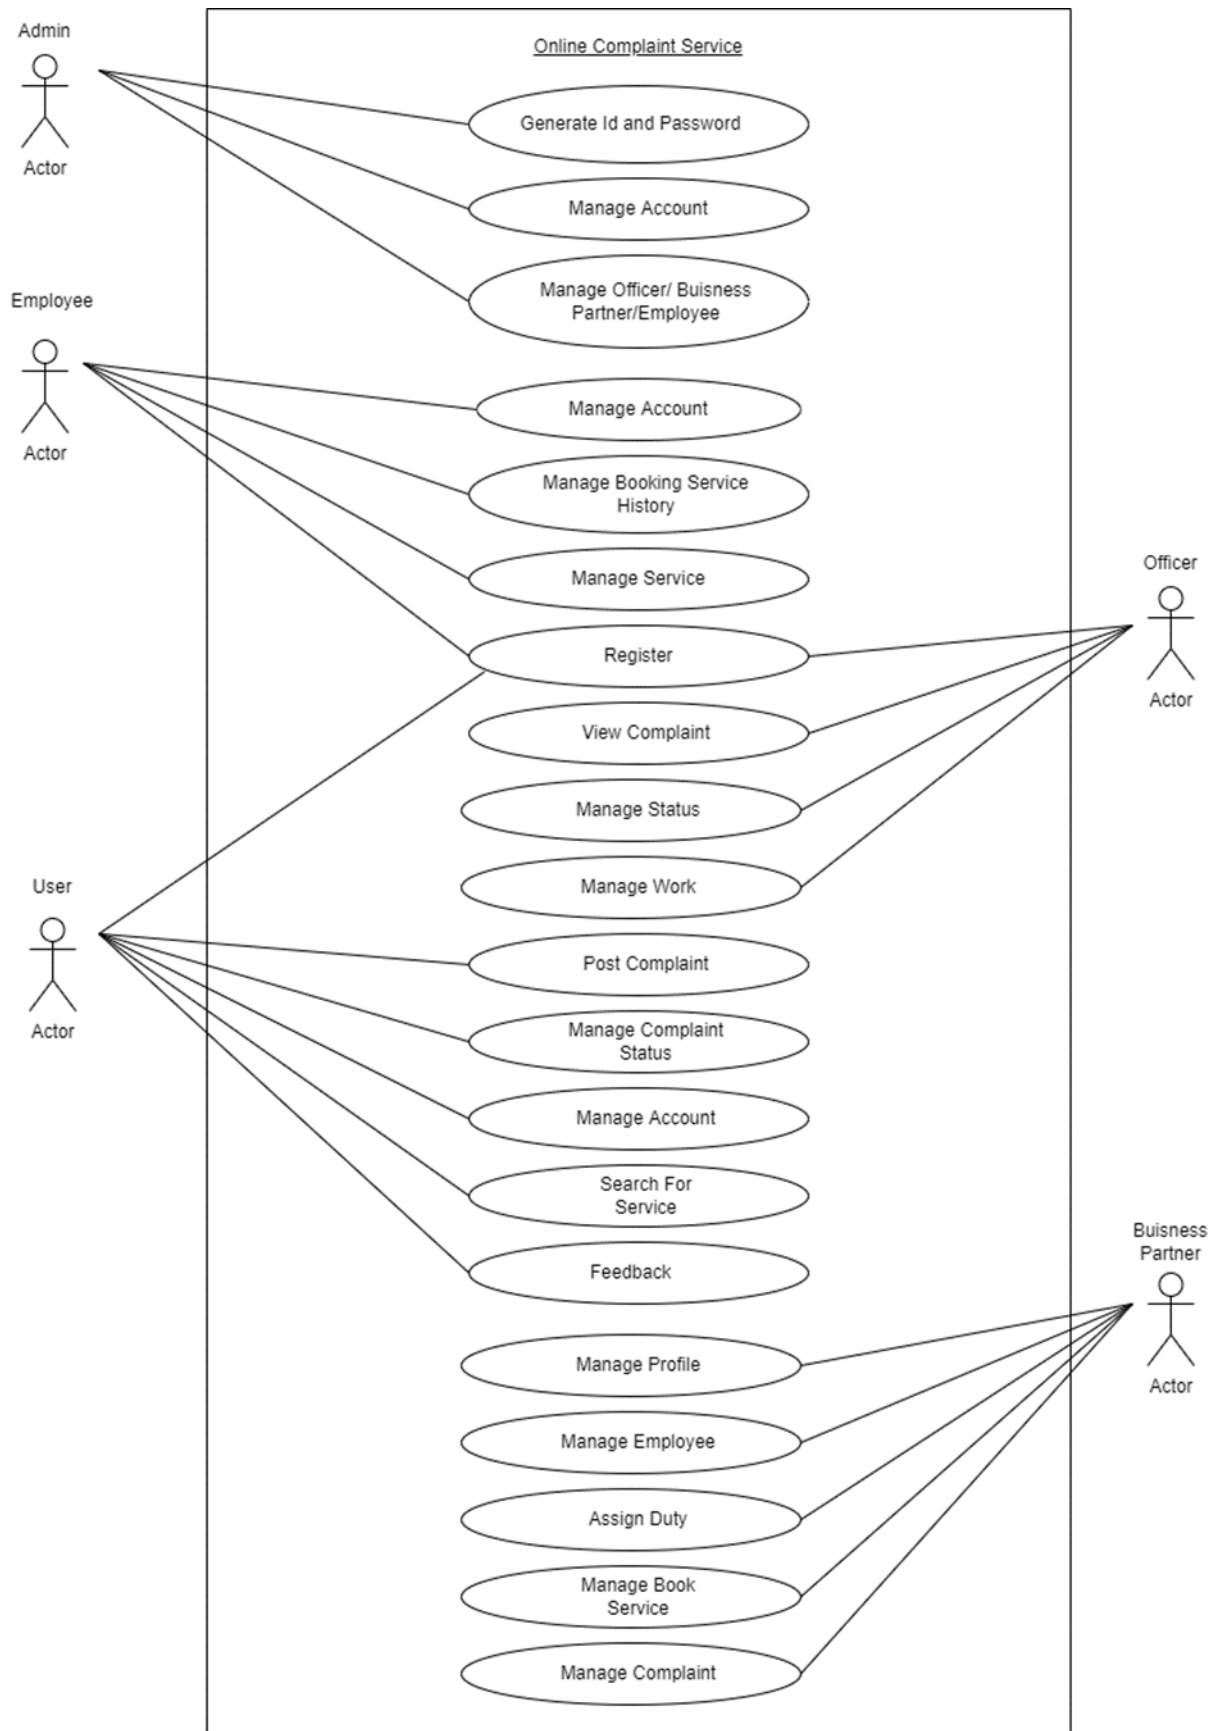 Admin
Online Complaint Service
Generate Id and Password
Actor
Manage Account
Manage Officer/ Buisness
Partner/Employee
Employee
Manage Account
Actor
Manage Booking Service
History
Manage Service
Officer
Register
Actor
View Complaint
Manage Status
Manage Work
User
Post Complaint
Actor
Manage Complaint
Status
Manage Account
Search For
Service
Buisness
Partner
Feedback
Manage Profile
Actor
Manage Employee
Assign Duty
Manage Book
Service
Manage Complaint